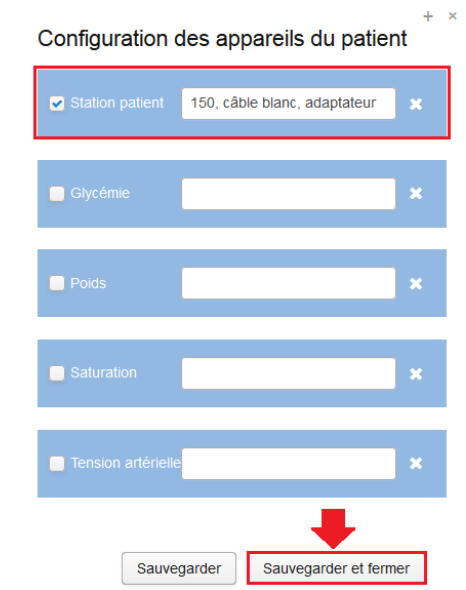 Configuration des appareils du patient
Station patient 150, câble blanc, adaptateur
Glycémie
Poids
Saturation
Tension artérielle
Sauvegarder Sauvegarder et fermer